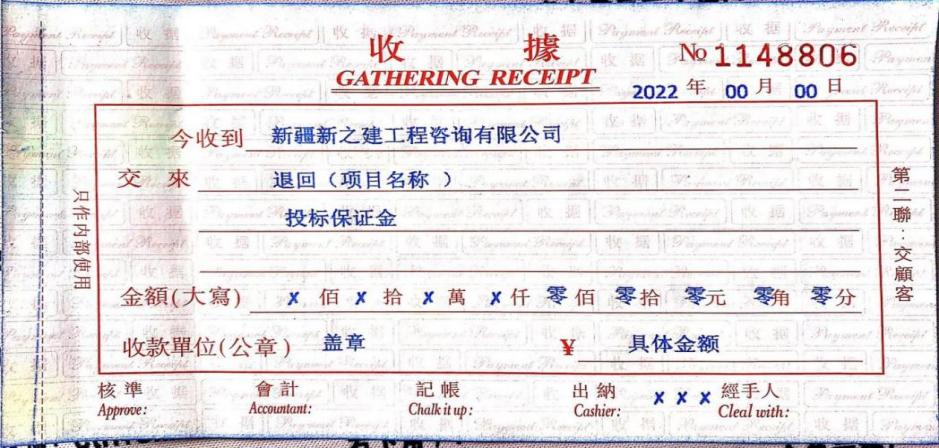 收 據
GATHERING RECEIPT
No 1148806
2022 年 00 月 00 日
今收到 新疆新之建工程咨询有限公司
交來 退回（项目名称 ）
投标保证金
金額(大寫) x 佰 x 拾 x 萬 x 仟 零 佰 零 拾 零 元 零 角 零 分
收款單位(公章) 盖章 ¥ 具体金额
核準 會計 記帳 出納 x x x 經手人
Approve: Accountant: Chalk it up: Cashier: Cleal with:
只作内部使用
第二聯：交顧客